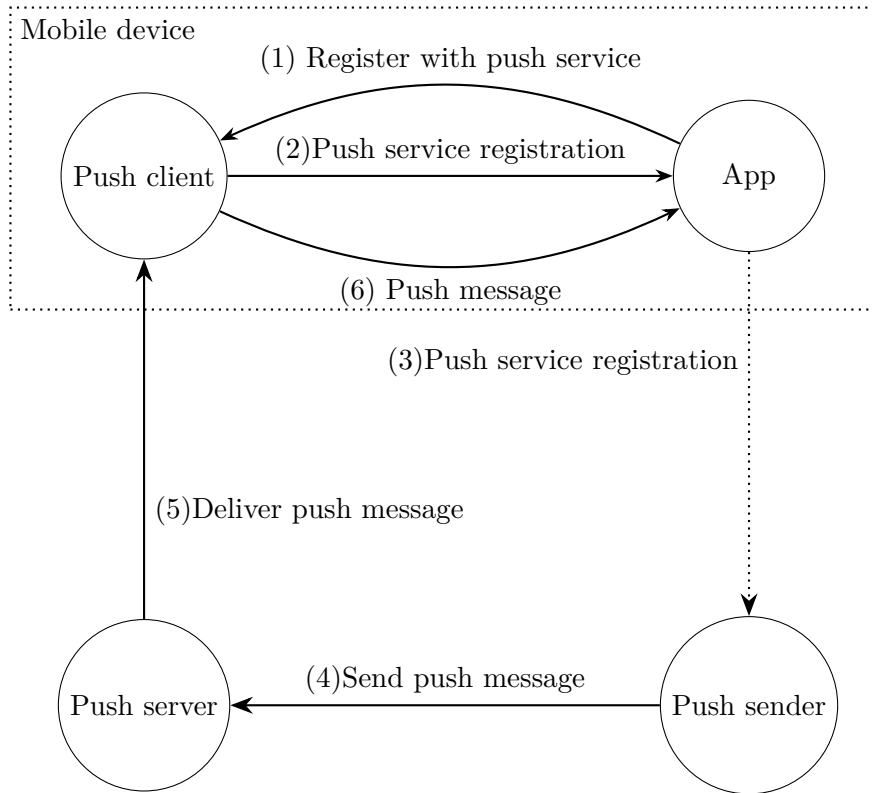 Mobile device
(1) Register with push service
(2)Push service registration
Push client
App
(6) Push message
(3)Push service registration
(5)Deliver push message
(4)Send push message
Push server
Push sender